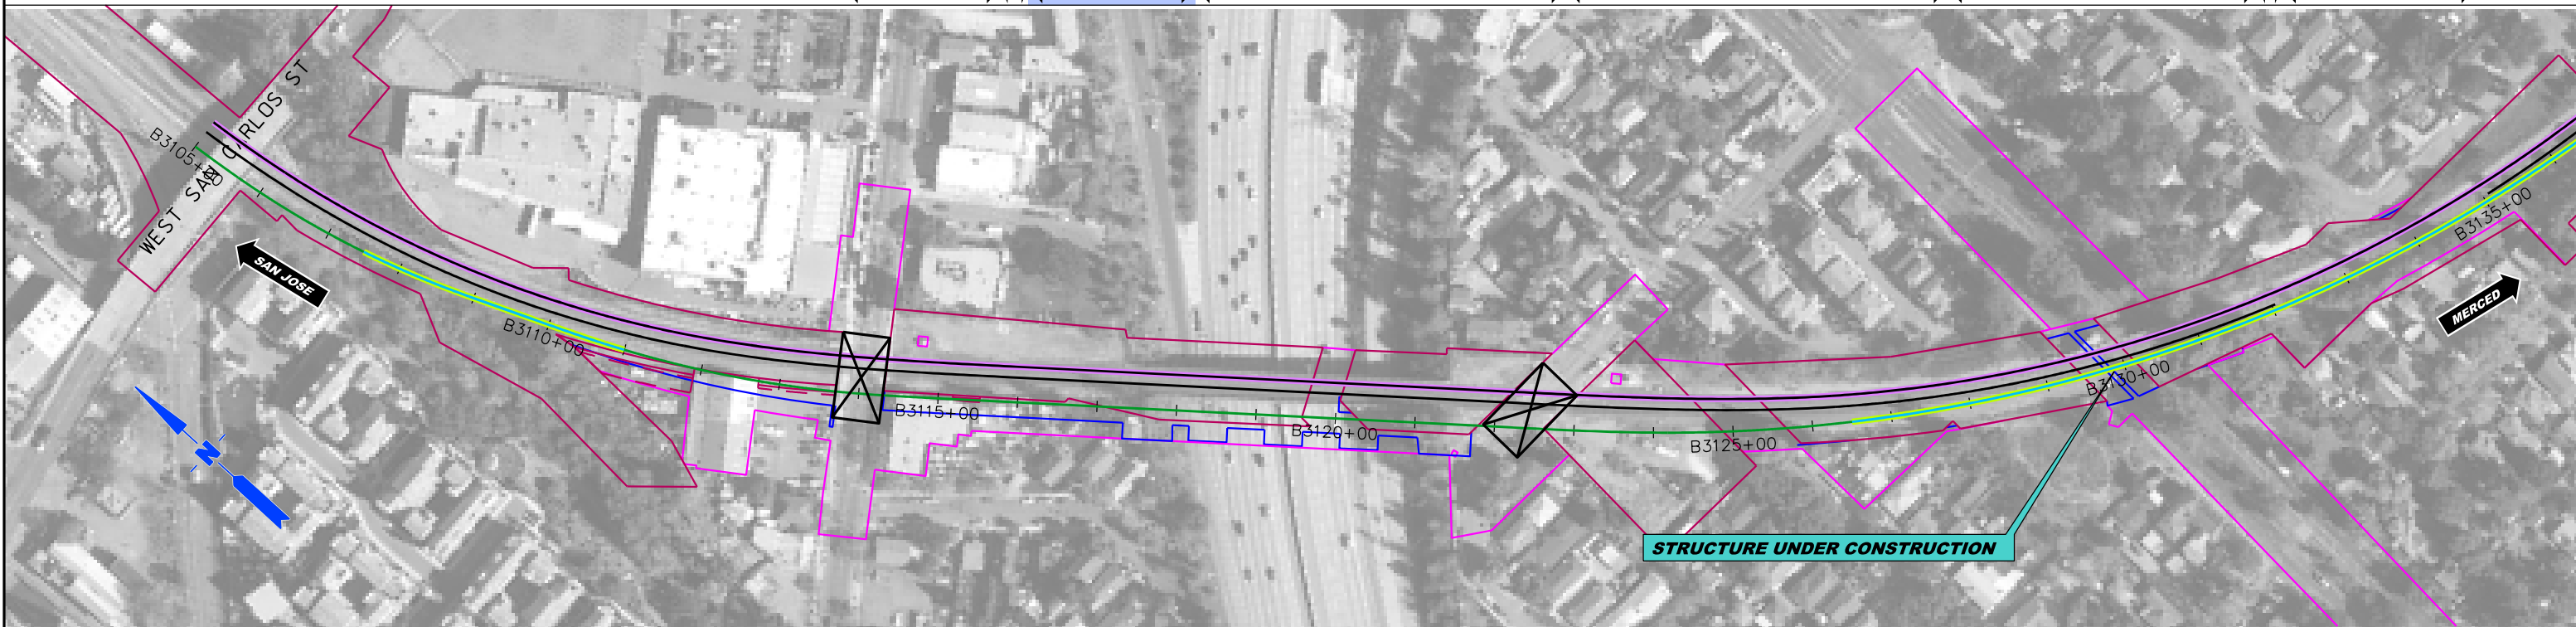 WEST SAN CARLOS ST
B3105+00
SAN JOSE
N
B3110+00
B3115+00
B3120+00
B3125+00
B3130+00
B3135+00
MERCED
STRUCTURE UNDER CONSTRUCTION